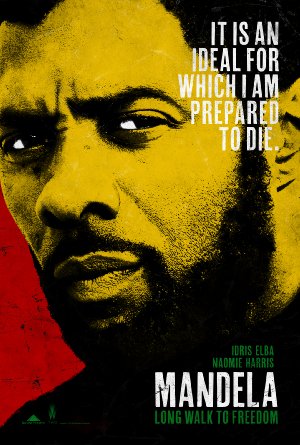 IT IS AN
IDEAL FOR
WHICH I AM
PREPARED
TO DIE.
IDRIS ELBA
NAOMIE HARRIS
MANDELA
LONG WALK TO FREEDOM